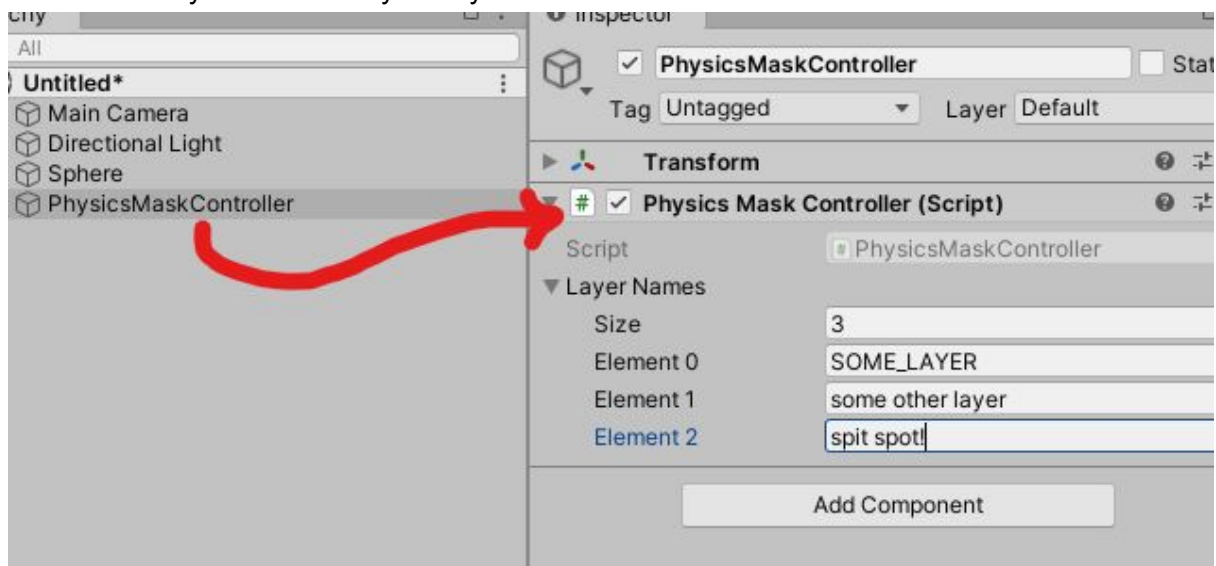 Inspector
All
Untitled*
Main Camera
Directional Light
Sphere
PhysicsMaskController
PhysicsMaskController
Stat
Tag Untagged
Layer Default
Transform
# Physics Mask Controller (Script)
Script
# PhysicsMaskController
Layer Names
Size
3
Element 0
SOME_LAYER
Element 1
some other layer
Element 2
spit spot!
Add Component